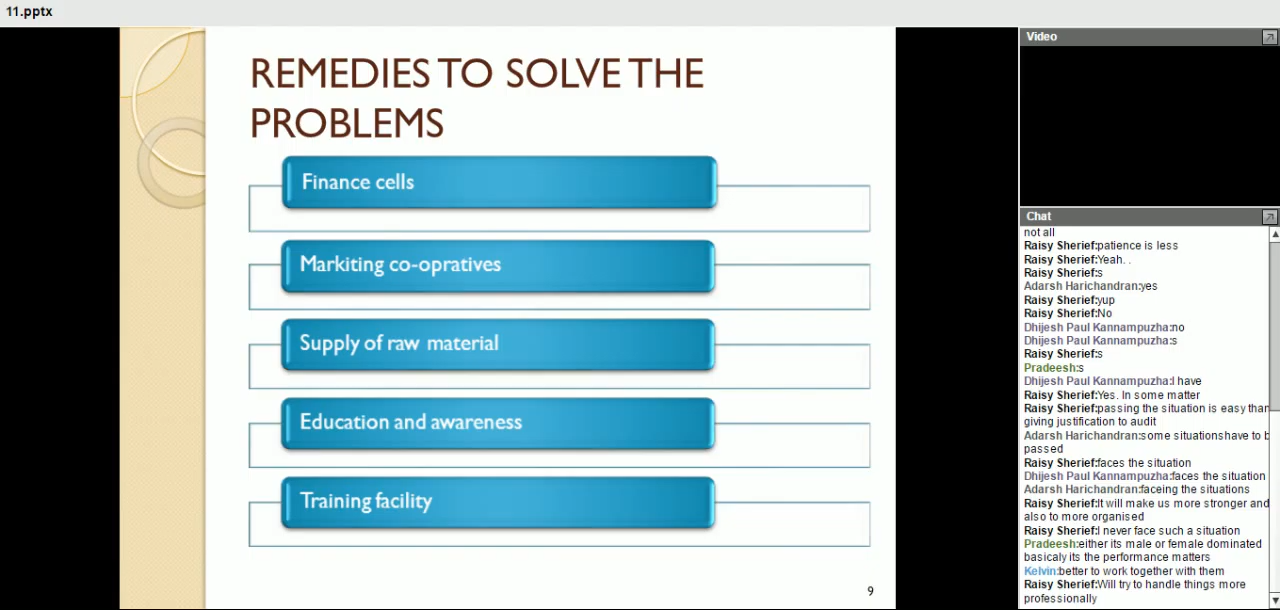 11.pptx
REMEDIES TO SOLVE THE
PROBLEMS
Finance cells
Markiting co-opratives
Supply of raw material
Education and awareness
Training facility
9
Video
Chat
not all
Raisy Sherief:patience is less
Raisy Sherief:Yeah. .
Raisy Sherief:s
Adarsh Harichandran:yes
Raisy Sherief:yup
Raisy Sherief:No
Dhijesh Paul Kannampuzha:no
Dhijesh Paul Kannampuzha:s
Raisy Sherief:s
Pradeesh:s
Dhijesh Paul Kannampuzha:I have
Raisy Sherief:Yes. In some matter
Raisy Sherief:passing the situation is easy than
giving justification to audit
Adarsh Harichandran:some situationshave to b
passed
Raisy Sherief:faces the situation
Dhijesh Paul Kannampuzha:faces the situation
Adarsh Harichandran:faceing the situations
Raisy Sherief:It will make us more stronger and
also to more organised
Raisy Sherief:I never face such a situation
Pradeesh:either its male or female dominated
basicaly its the performance matters
Kelvin:better to work together with them
Raisy Sherief:Will try to handle things more
professionally